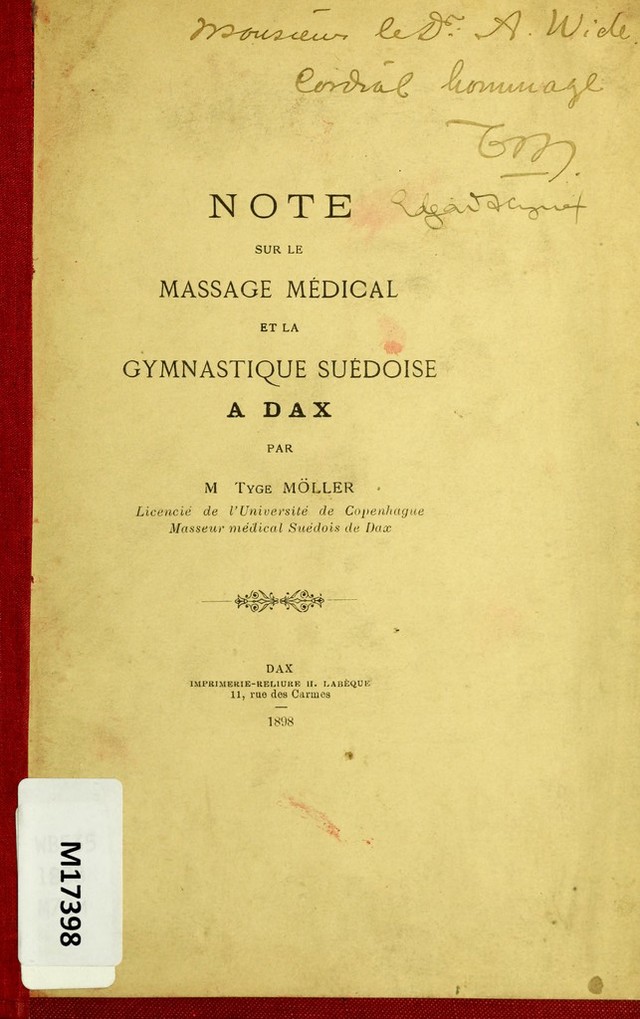 Monsieur le Dr. A. Wide.
Cordial hommage
NOTE
Edgar
SUR LE
MASSAGE MÉDICAL
ET LA
GYMNASTIQUE SUÉDOISE
A DAX
PAR
M TYGE MÖLLER
Licencié de l'Université de Copenhague
Masseur médical Suédois de Dax
DAX
IMPRIMERIE-RELIURE H. LABÈQUE
11, rue des Carmes
1898
M17398